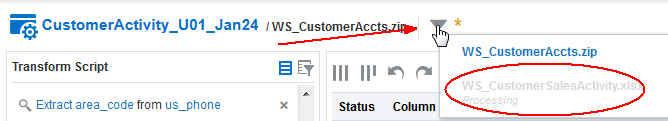 CustomerActivity_U01_Jan24 / WS_CustomerAccts.zip *
WS_CustomerAccts.zip
WS_CustomerSalesActivity.xlsx
Processing
Transform Script
Extract area_code from us_phone
Status Column